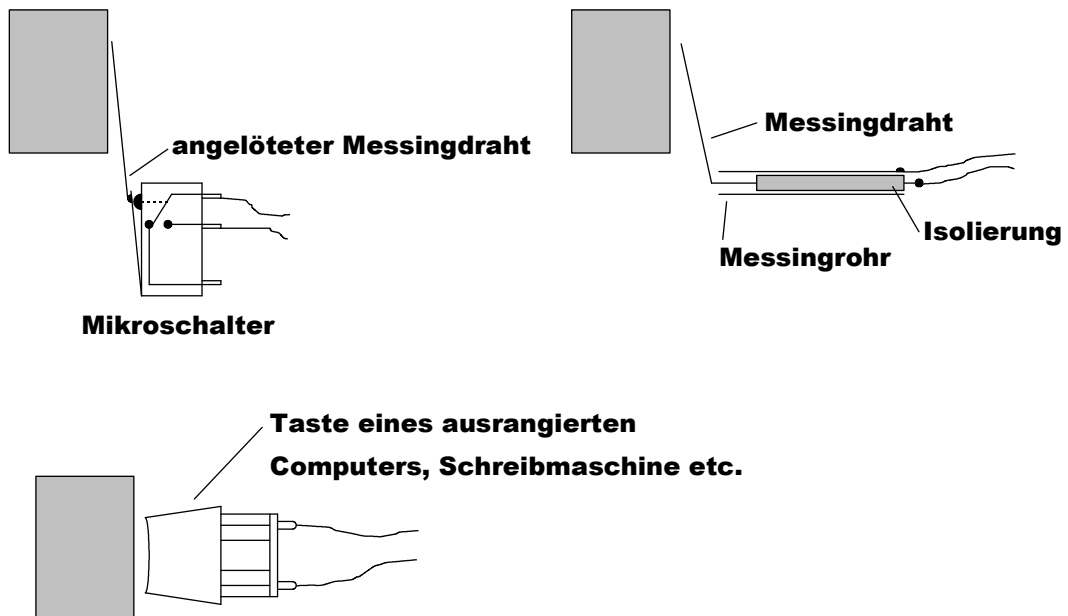 angelöteter Messingdraht
Mikroschalter
Messingdraht
Isolierung
Messingrohr
Taste eines ausrangierten
Computers, Schreibmaschine etc.